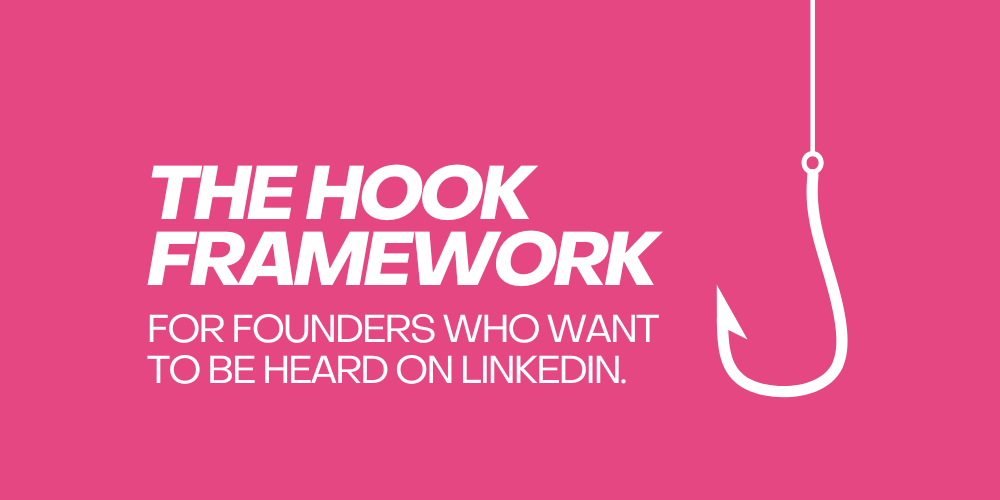 THE HOOK
FRAMEWORK
FOR FOUNDERS WHO WANT
TO BE HEARD ON LINKEDIN.